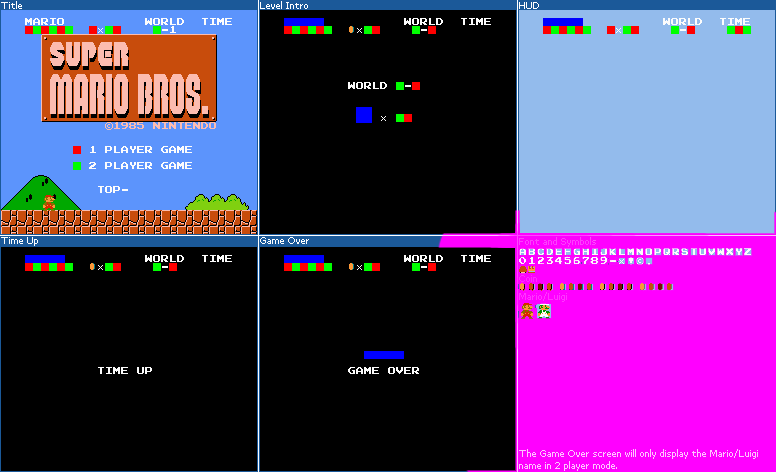 Title
MARIO WORLD TIME
× -1
SUPER
MARIO BROS.
©1985 NINTENDO
1 PLAYER GAME
2 PLAYER GAME
TOP-
Level Intro
WORLD TIME
× -
WORLD -
×
HUD
WORLD TIME
× -
Time Up
WORLD TIME
× -
TIME UP
Game Over
WORLD TIME
× -
GAME OVER
Font and Symbols
ABCDEFGHIJKLMNOPQRSTUVWXYZ
0123456789-×!©.
Coin
Mario/Luigi
The Game Over screen will only display the Mario/Luigi
name in 2 player mode.